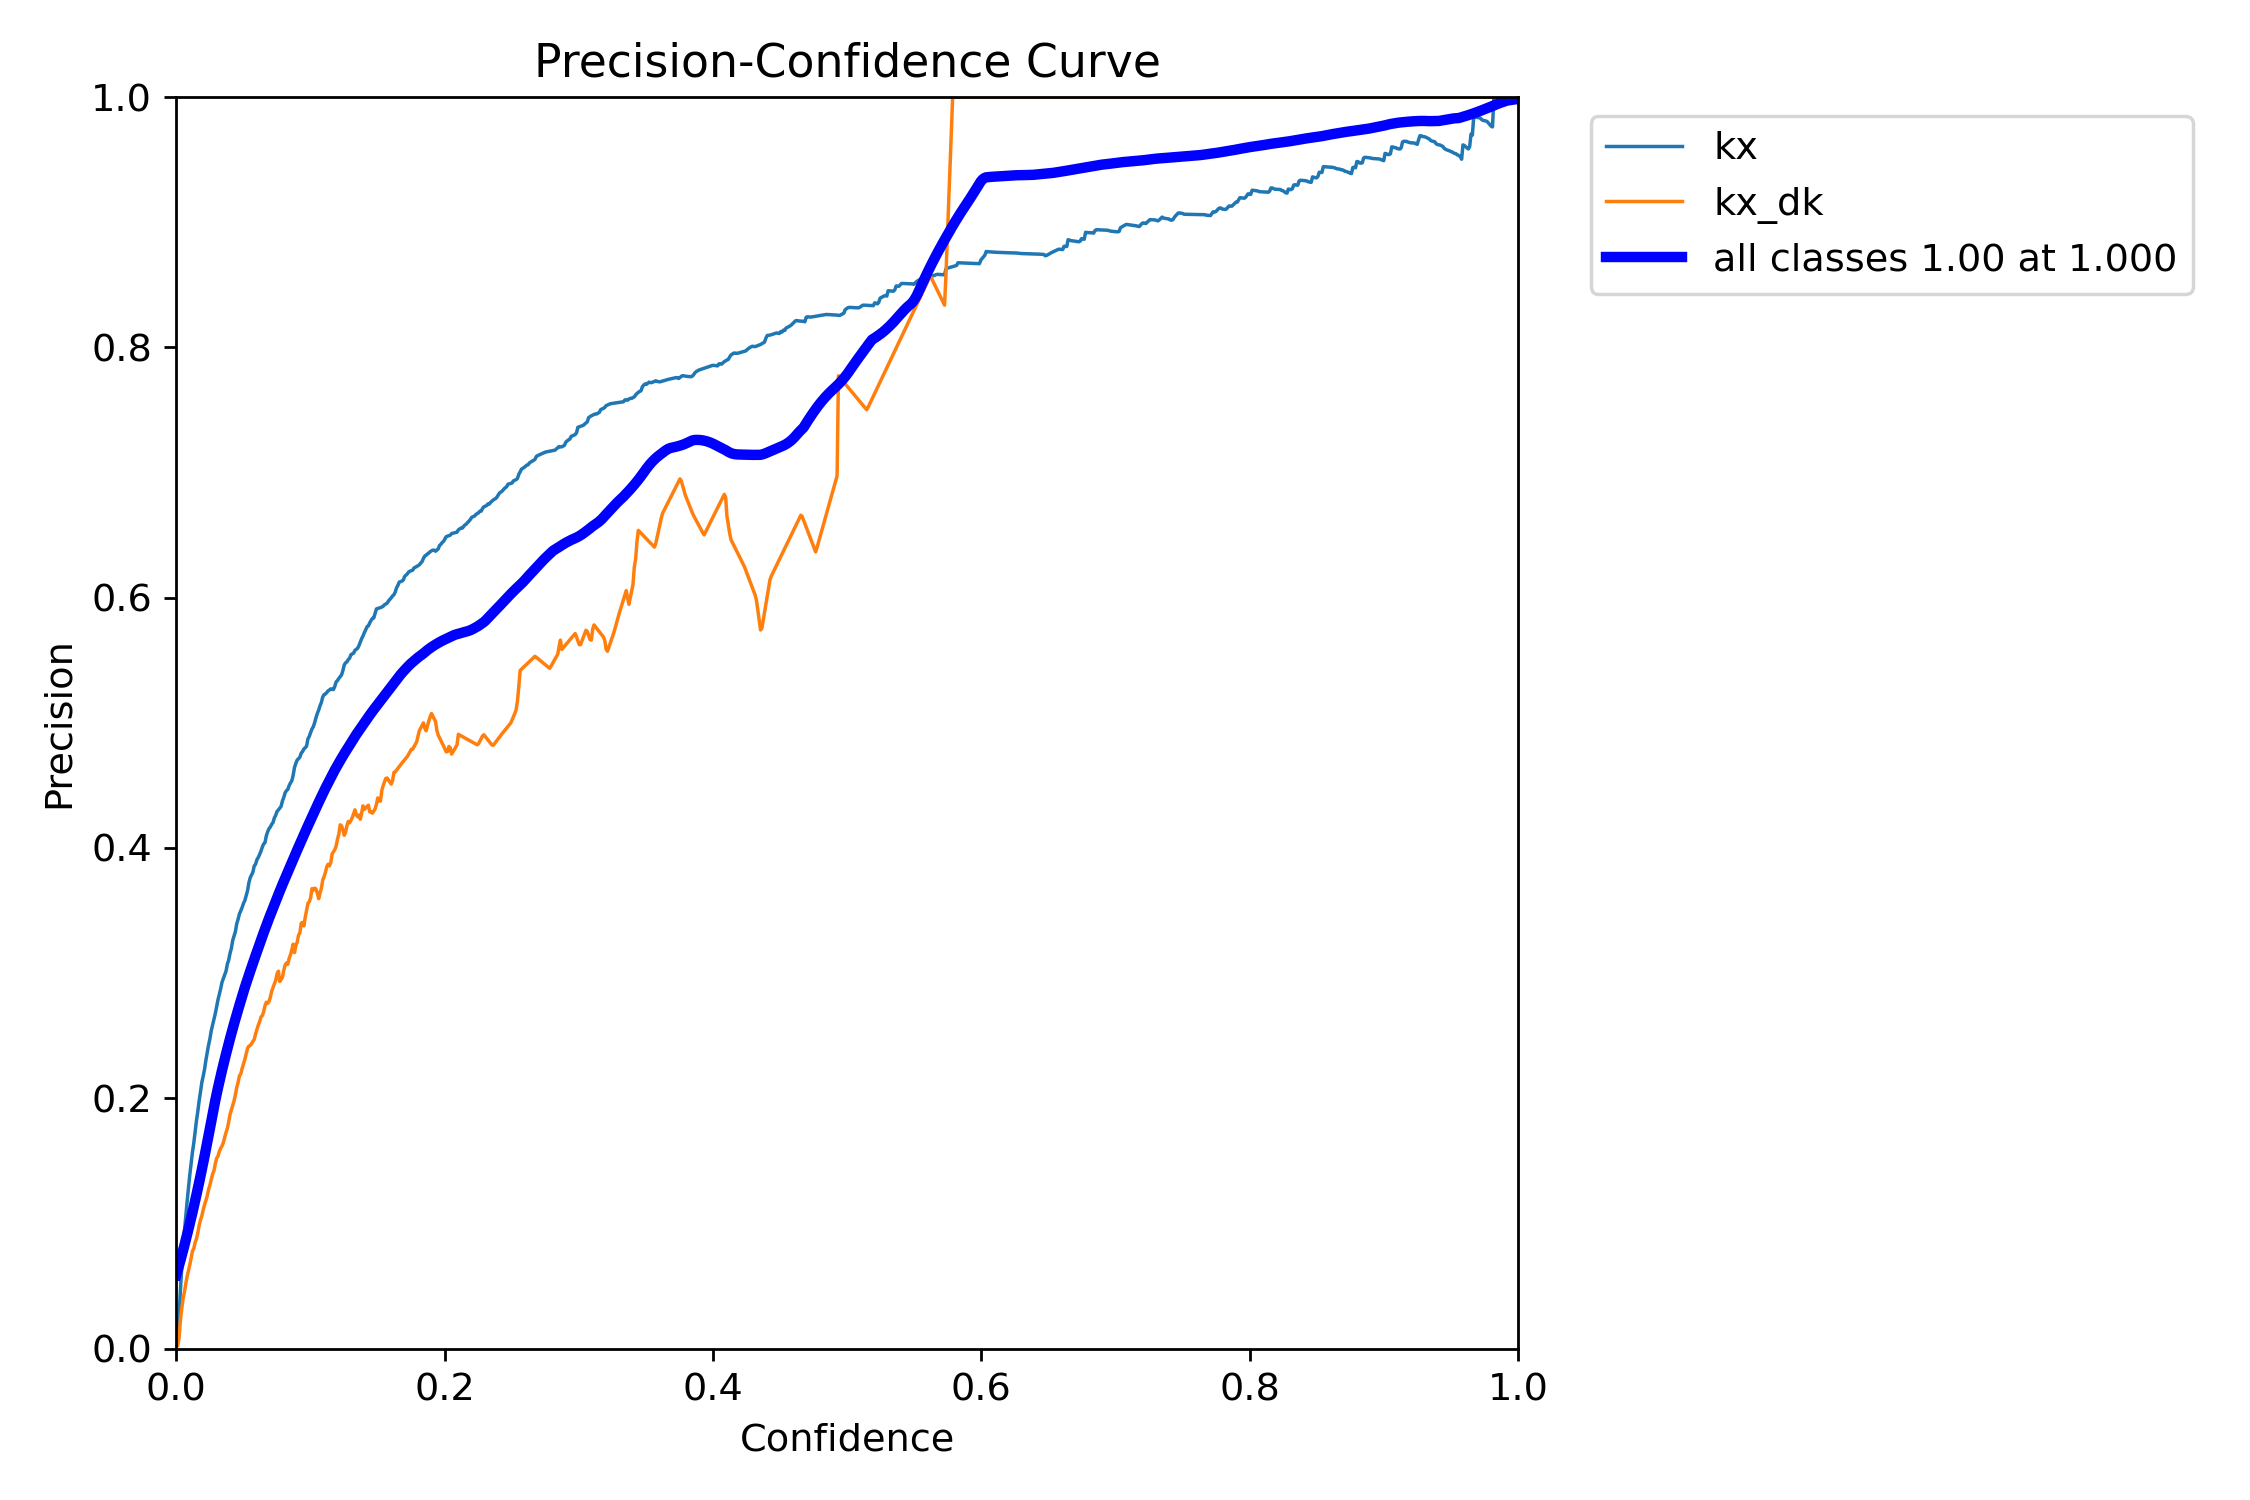 Precision-Confidence Curve
1.0
0.8
0.6
0.4
0.2
0.0
Precision
0.0 0.2 0.4 0.6 0.8 1.0
Confidence
kx
kx_dk
all classes 1.00 at 1.000